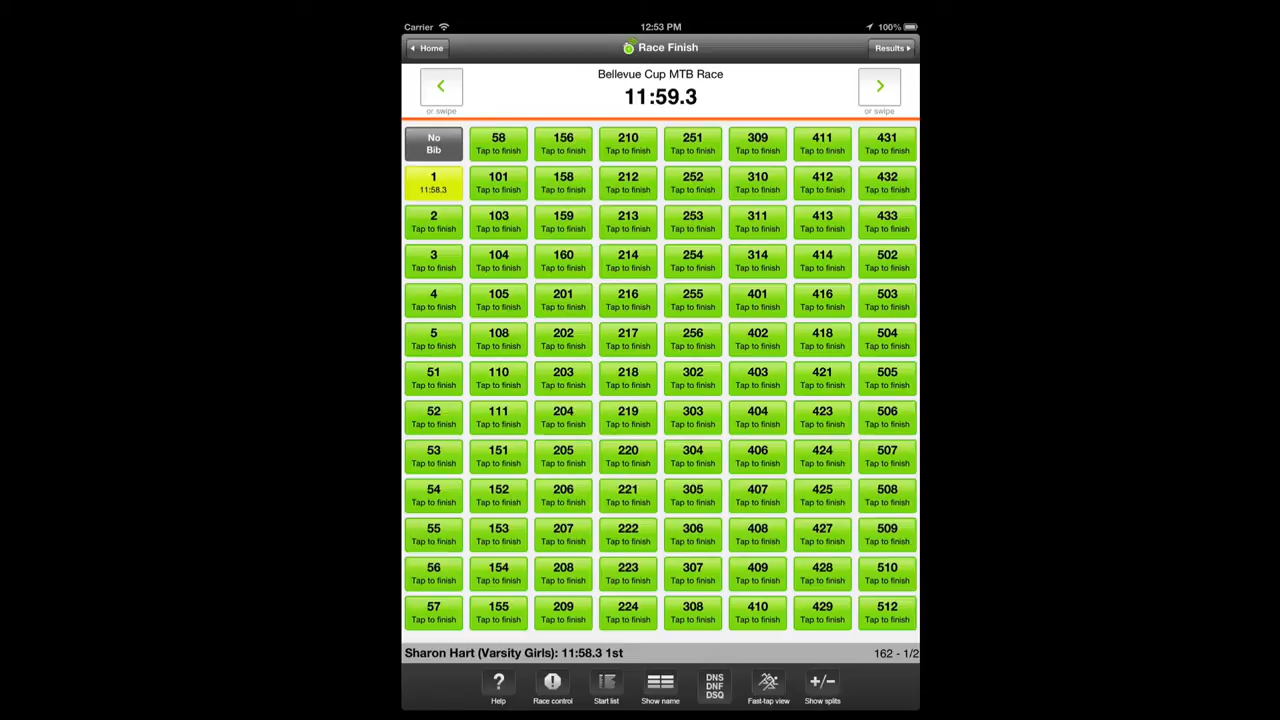 Carrier 12:53 PM 100%
Home Race Finish Results
Bellevue Cup MTB Race
11:59.3
or swipe or swipe
No Bib 58 Tap to finish 156 Tap to finish 210 Tap to finish 251 Tap to finish 309 Tap to finish 411 Tap to finish 431 Tap to finish
1 11:58.3 101 Tap to finish 158 Tap to finish 212 Tap to finish 252 Tap to finish 310 Tap to finish 412 Tap to finish 432 Tap to finish
2 Tap to finish 103 Tap to finish 159 Tap to finish 213 Tap to finish 253 Tap to finish 311 Tap to finish 413 Tap to finish 433 Tap to finish
3 Tap to finish 104 Tap to finish 160 Tap to finish 214 Tap to finish 254 Tap to finish 314 Tap to finish 414 Tap to finish 502 Tap to finish
4 Tap to finish 105 Tap to finish 201 Tap to finish 216 Tap to finish 255 Tap to finish 401 Tap to finish 416 Tap to finish 503 Tap to finish
5 Tap to finish 108 Tap to finish 202 Tap to finish 217 Tap to finish 256 Tap to finish 402 Tap to finish 418 Tap to finish 504 Tap to finish
51 Tap to finish 110 Tap to finish 203 Tap to finish 218 Tap to finish 302 Tap to finish 403 Tap to finish 421 Tap to finish 505 Tap to finish
52 Tap to finish 111 Tap to finish 204 Tap to finish 219 Tap to finish 303 Tap to finish 404 Tap to finish 423 Tap to finish 506 Tap to finish
53 Tap to finish 151 Tap to finish 205 Tap to finish 220 Tap to finish 304 Tap to finish 406 Tap to finish 424 Tap to finish 507 Tap to finish
54 Tap to finish 152 Tap to finish 206 Tap to finish 221 Tap to finish 305 Tap to finish 407 Tap to finish 425 Tap to finish 508 Tap to finish
55 Tap to finish 153 Tap to finish 207 Tap to finish 222 Tap to finish 306 Tap to finish 408 Tap to finish 427 Tap to finish 509 Tap to finish
56 Tap to finish 154 Tap to finish 208 Tap to finish 223 Tap to finish 307 Tap to finish 409 Tap to finish 428 Tap to finish 510 Tap to finish
57 Tap to finish 155 Tap to finish 209 Tap to finish 224 Tap to finish 308 Tap to finish 410 Tap to finish 429 Tap to finish 512 Tap to finish
Sharon Hart (Varsity Girls): 11:58.3 1st 162 - 1/2
DNS
DNF
DSQ
Help Race control Start list Show name Fast-tap view Show splits